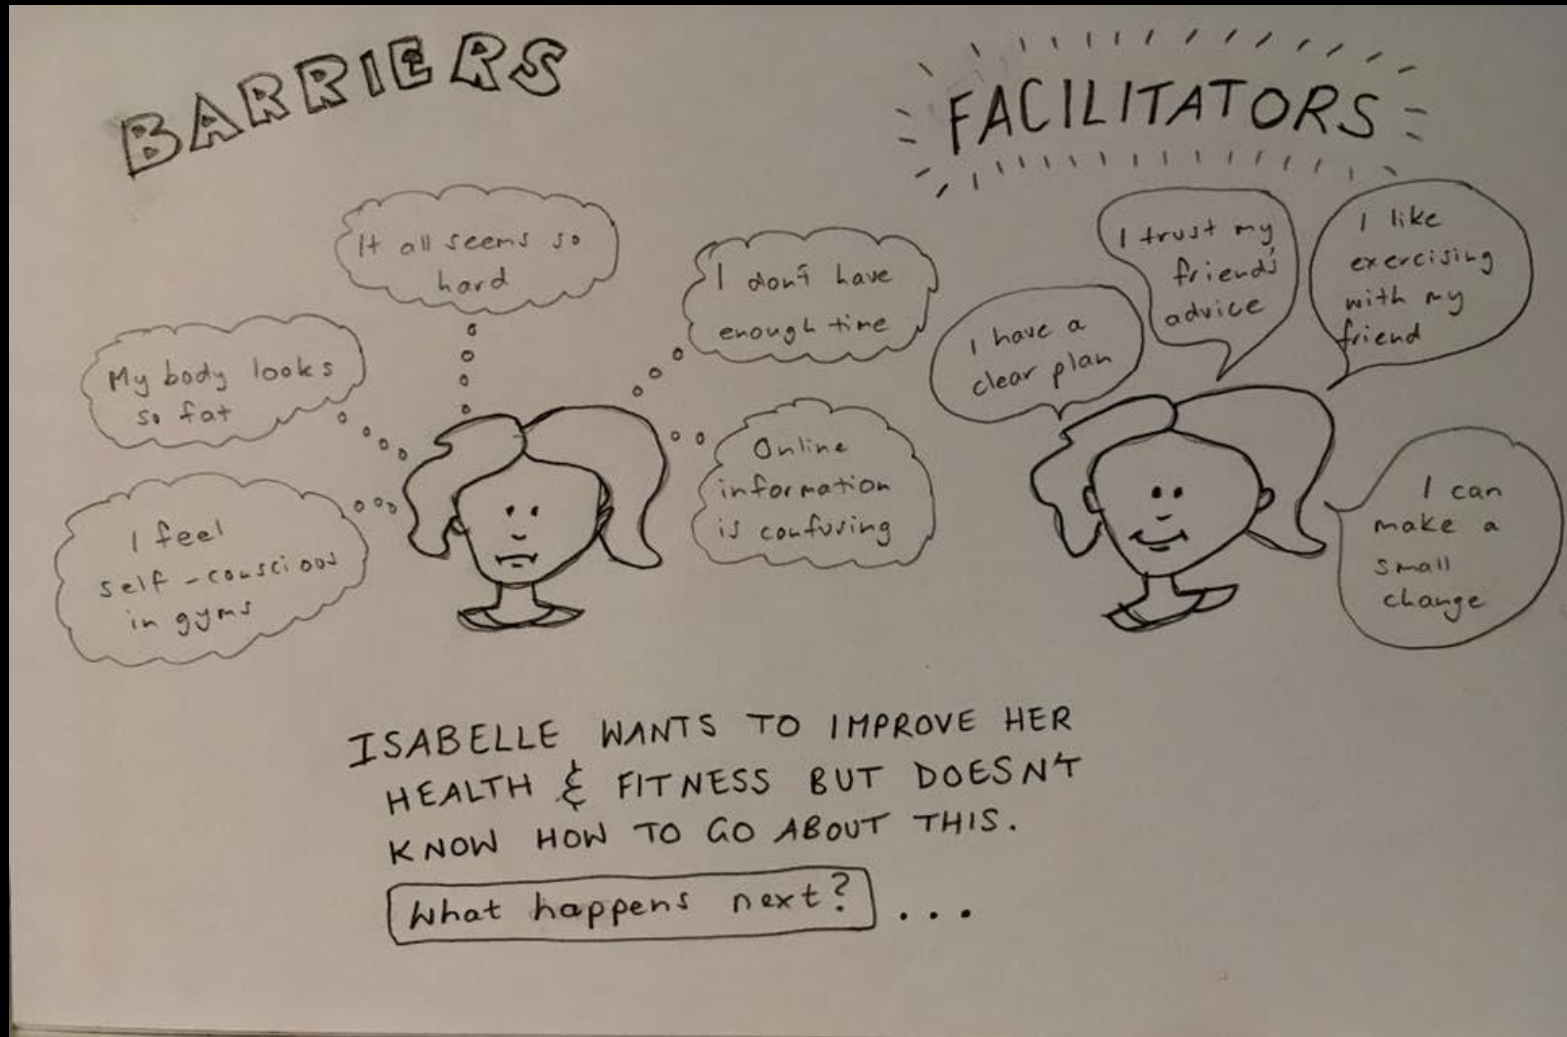 BARRIERS
It all seems so
hard
I don't have
enough time
My body looks
so fat
Online
information
is confusing
I feel
self-conscious
in gyms
FACILITATORS
I trust my
friend's
advice
I like
exercising
with my
friend
I have a
clear plan
I can
make a
small
change
ISABELLE WANTS TO IMPROVE HER
HEALTH & FITNESS BUT DOESN'T
KNOW HOW TO GO ABOUT THIS.
What happens next? ...